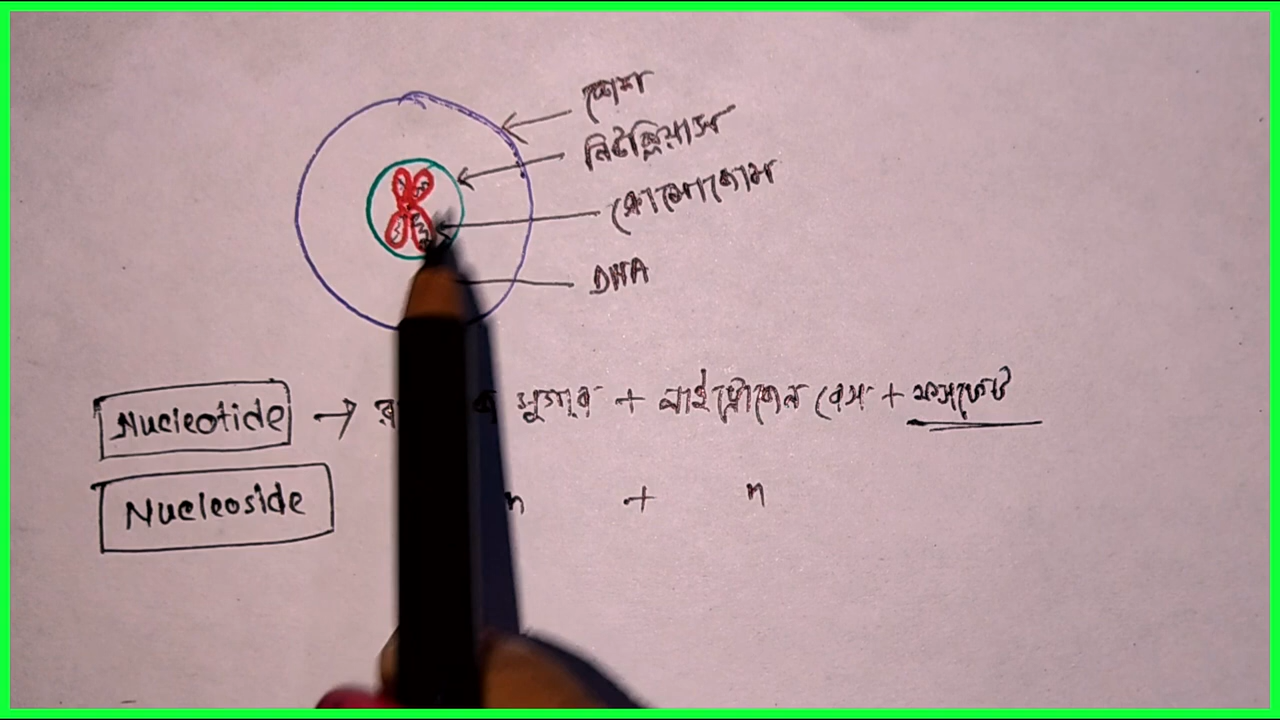 কোষ
নিউক্লিয়াস
ক্রোমোজোম
DNA
Nucleotide → সুগার + নাইট্রোজেন বেস + ফসফেট
Nucleoside " + "